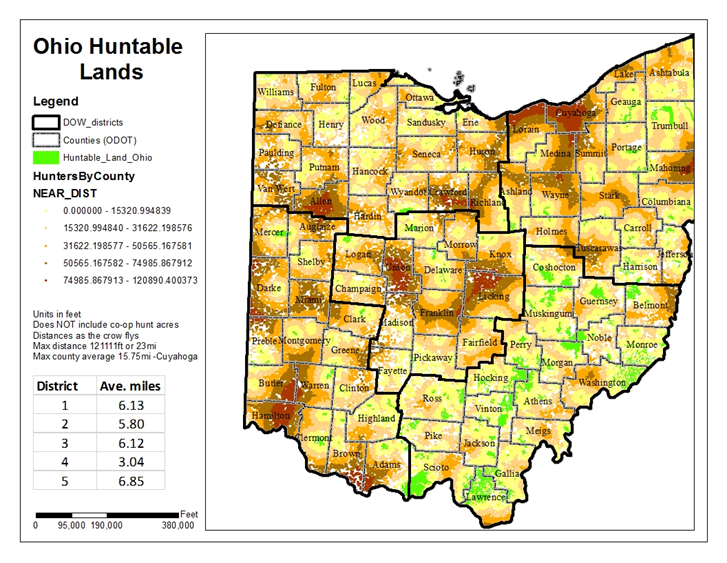 Ohio Huntable
Lands
Legend
DOW_districts
Counties (ODOT)
Huntable_Land_Ohio
HuntersByCounty
NEAR_DIST
0.000000 - 15320.994839
15320.994840 - 31622.198576
31622.198577 - 50565.167581
50565.167582 - 74985.867912
74985.867913 - 120890.400373
Units in feet
Does NOT include co-op hunt acres
Distances as the crow flys
Max distance 121111ft or 23mi
Max county average 15.75mi -Cuyahoga
District Ave. miles
1 6.13
2 5.80
3 6.12
4 3.04
5 6.85
Feet
0 95,000 190,000 380,000
Williams Fulton Lucas Ottawa Lake Ashtabula
Geauga Cuyahoga
Defiance Henry Wood Sandusky Erie Lorain Trumbull
Paulding Seneca Huron Medina Summit Portage
Putnam Hancock Mahoning
Van Wert Allen Wyandot Crawford Richland Ashland Wayne Stark Columbiana
Hardin
Mercer Auglaize Marion Morrow Holmes Carroll
Logan Knox Tuscarawas Jefferson
Shelby Union Delaware Coshocton Harrison
Darke Champaign Licking Guernsey Belmont
Miami Muskingum
Clark Madison Franklin Noble Monroe
Preble Montgomery Fairfield Perry
Greene Pickaway Morgan
Fayette Hocking Washington
Butler Warren Clinton Ross Athens
Hamilton Highland Vinton Meigs
Clermont Pike Jackson
Brown Adams Scioto Gallia
Lawrence